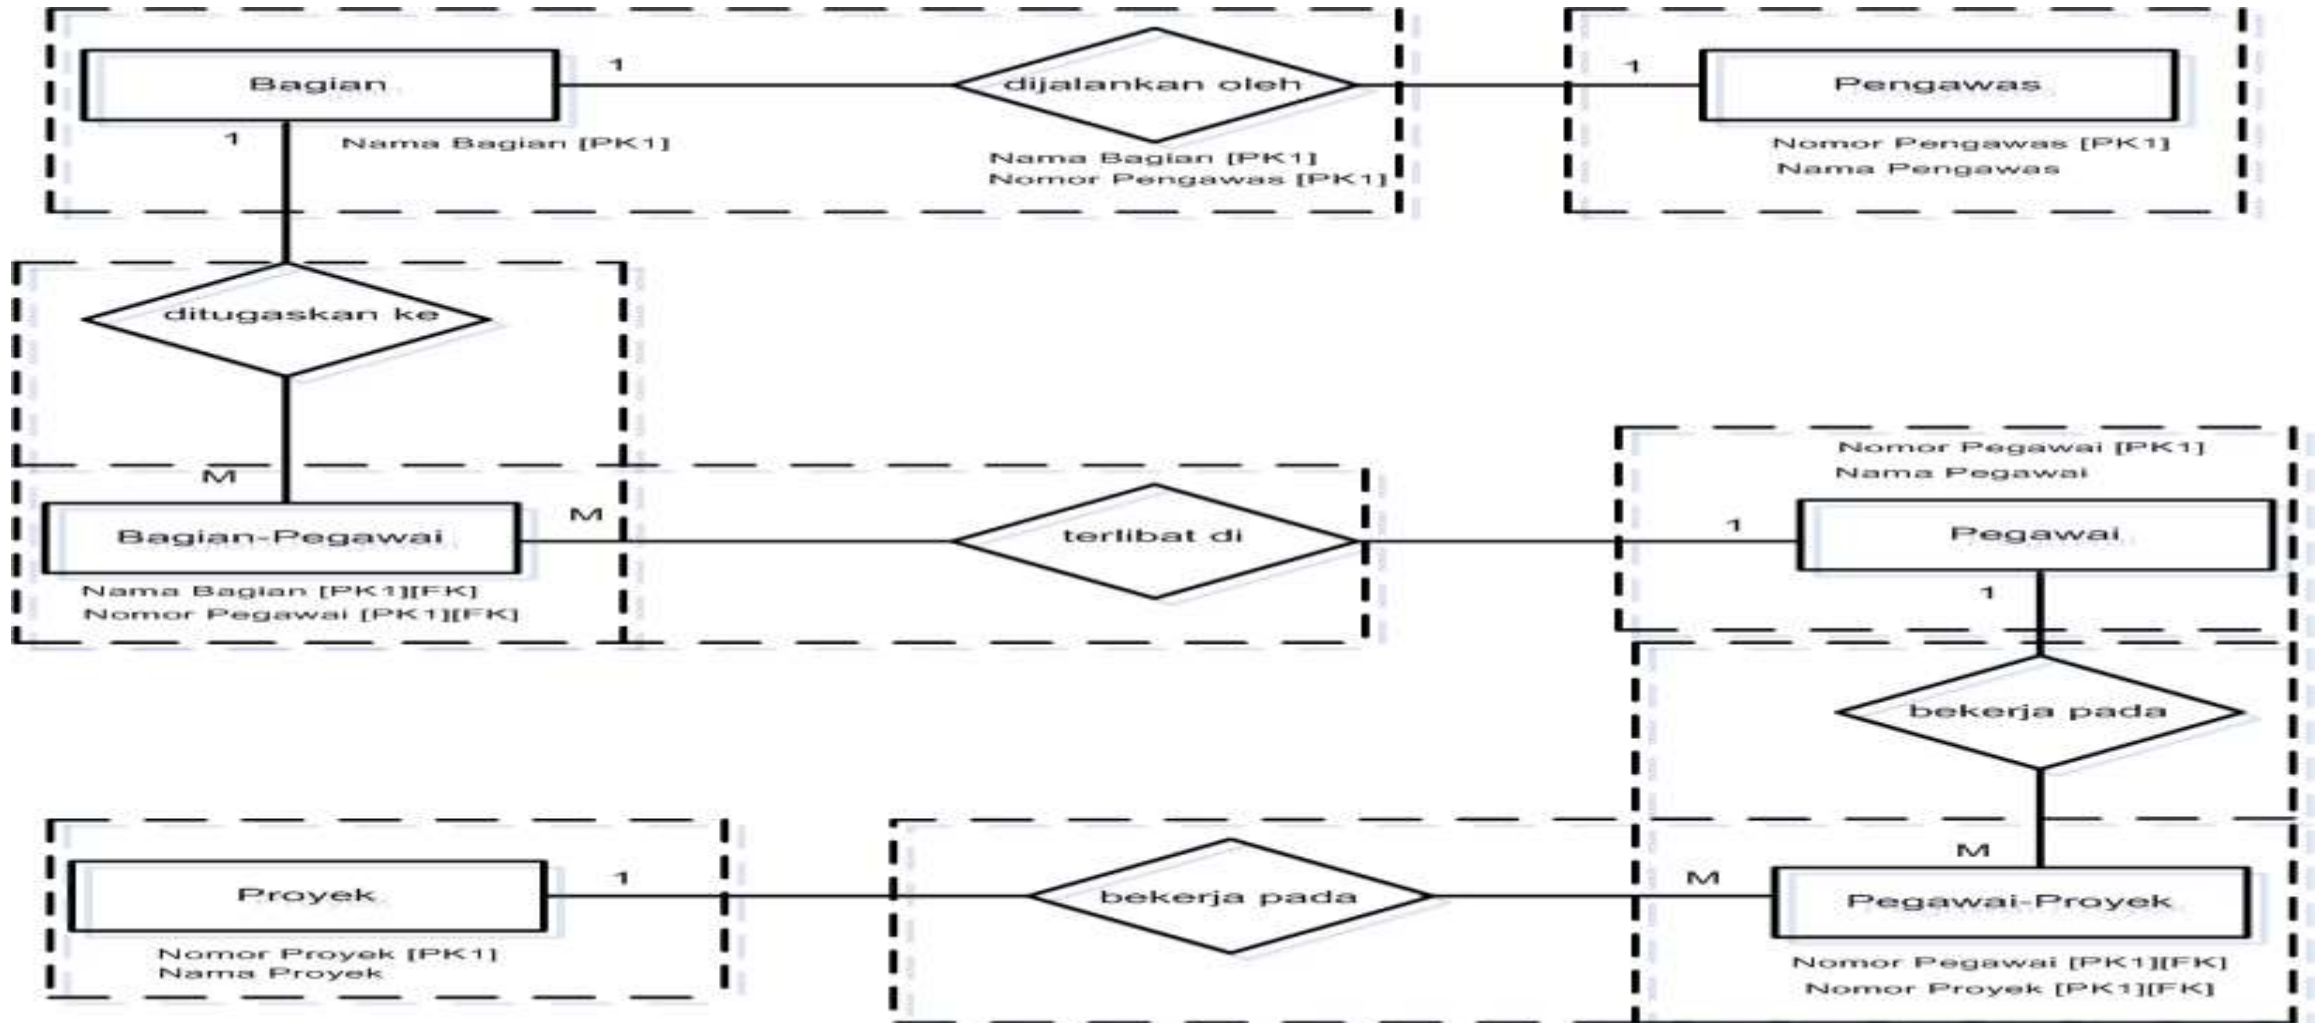 Bagian
1
dijalankan oleh
1
Pengawas
1
Nama Bagian [PK1]
Nama Bagian [PK1]
Nomor Pengawas [PK1]
Nomor Pengawas [PK1]
Nama Pengawas
ditugaskan ke
M
Bagian-Pegawai
M
terlibat di
1
Nomor Pegawai [PK1]
Nama Pegawai
Pegawai
Nama Bagian [PK1][FK]
Nomor Pegawai [PK1][FK]
1
bekerja pada
M
Proyek
1
bekerja pada
M
Pegawai-Proyek
Nomor Proyek [PK1]
Nama Proyek
Nomor Pegawai [PK1][FK]
Nomor Proyek [PK1][FK]